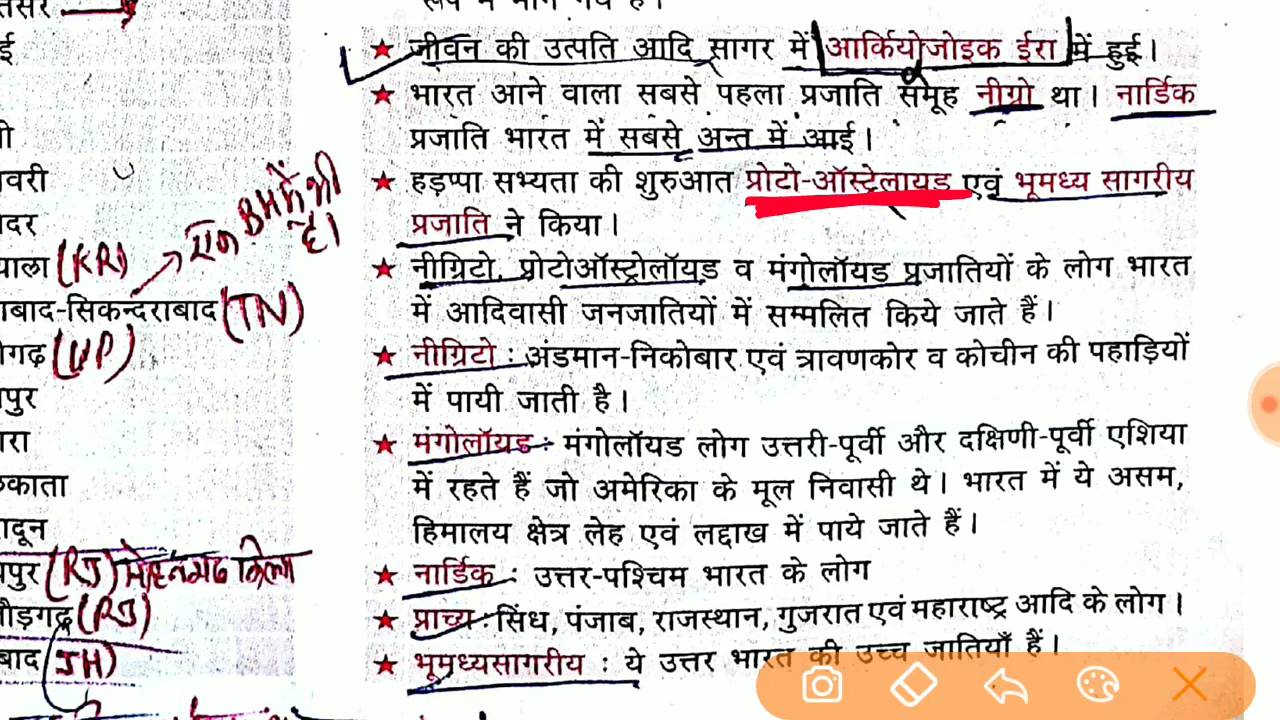 रूप में माने गये हैं।
★ जीवन की उत्पति आदि सागर में आर्कियोजोइक ईरा में हुई।
★ भारत आने वाला सबसे पहला प्रजाति समूह नीग्रो था। नार्डिक
प्रजाति भारत में सबसे अन्त में आई।
★ हड़प्पा सभ्यता की शुरुआत प्रोटो-ऑस्ट्रेलायड एवं भूमध्य सागरीय
प्रजाति ने किया।
★ नीग्रिटो, प्रोटोऑस्ट्रोलॉयड व मंगोलॉयड प्रजातियों के लोग भारत
में आदिवासी जनजातियों में सम्मलित किये जाते हैं।
★ नीग्रिटो : अंडमान-निकोबार एवं त्रावणकोर व कोचीन की पहाड़ियों
में पायी जाती है।
★ मंगोलॉयड : मंगोलॉयड लोग उत्तरी-पूर्वी और दक्षिणी-पूर्वी एशिया
में रहते हैं जो अमेरिका के मूल निवासी थे। भारत में ये असम,
हिमालय क्षेत्र लेह एवं लद्दाख में पाये जाते हैं।
★ नार्डिक : उत्तर-पश्चिम भारत के लोग
★ प्राच्य : सिंध, पंजाब, राजस्थान, गुजरात एवं महाराष्ट्र आदि के लोग।
★ भूमध्यसागरीय : ये उत्तर भारत की उच्च जातियाँ हैं।
तसर
ई
वरी
दर
याला (KR)
ाबाद-सिकन्दराबाद (TN)
ोगढ़ (UP)
पुर
ारा
काता
ादून
पुर (RJ)
ौड़गढ़ (RJ)
बाद (JH)